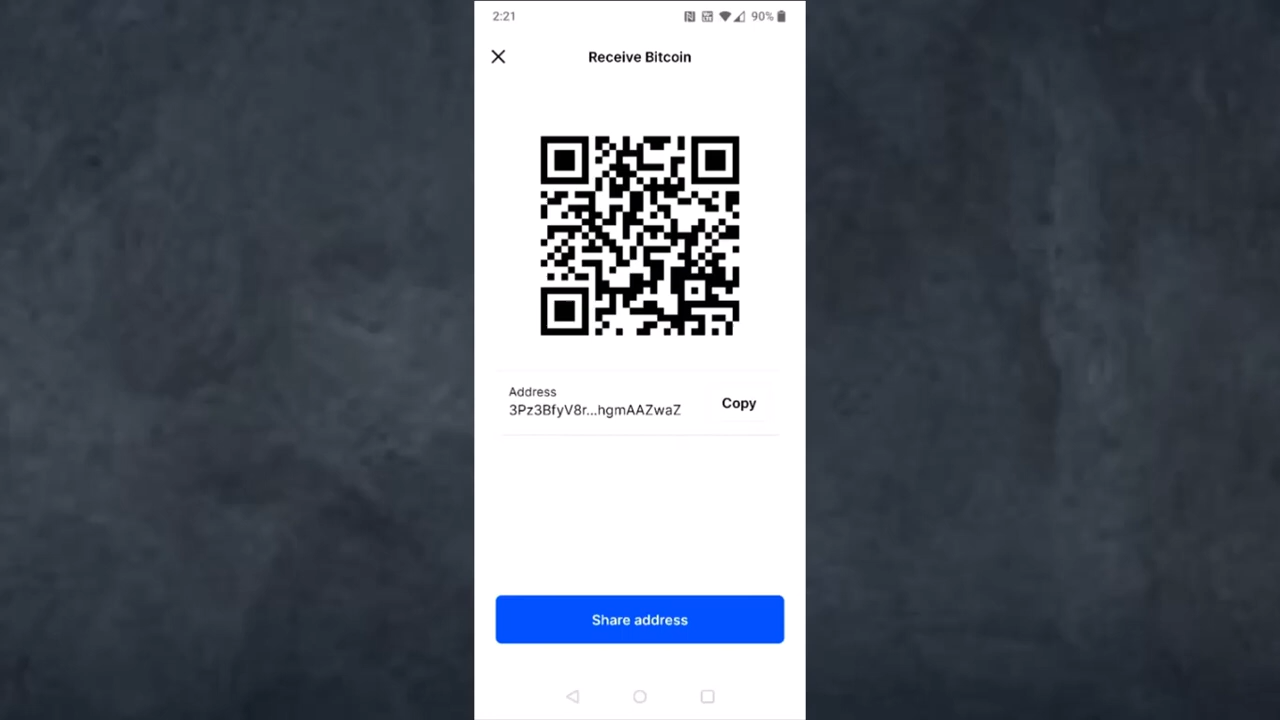 2:21
90%
Receive Bitcoin
Address
3Pz3BfyV8r...hgmAAZwaZ
Copy
Share address